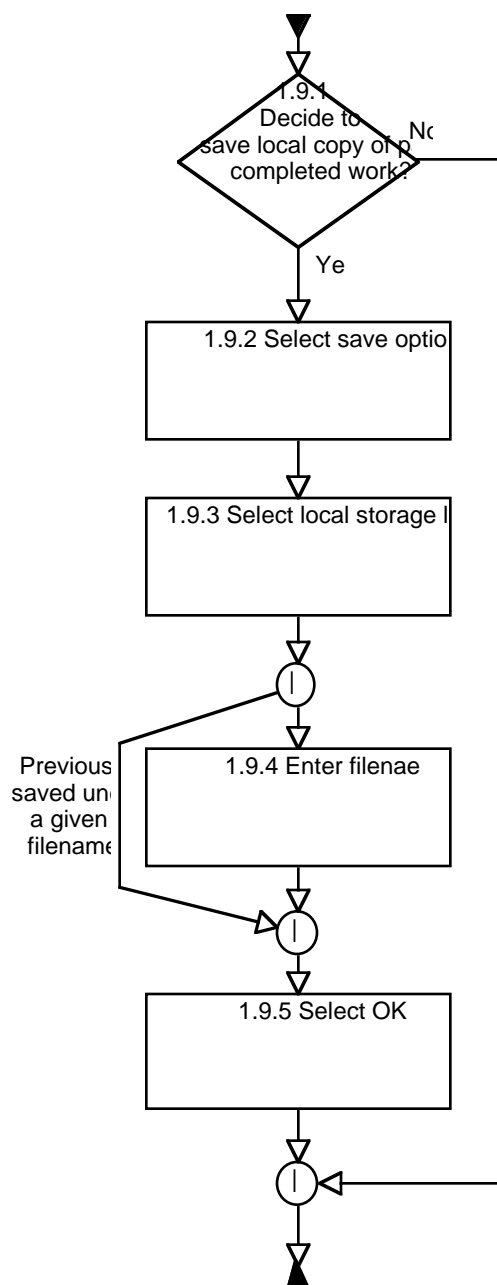 1.9.1
Decide to
save local copy of p
completed work?
No
Ye
1.9.2 Select save optio
1.9.3 Select local storage l
Previous
saved und
a given
filename
1.9.4 Enter filenae
1.9.5 Select OK